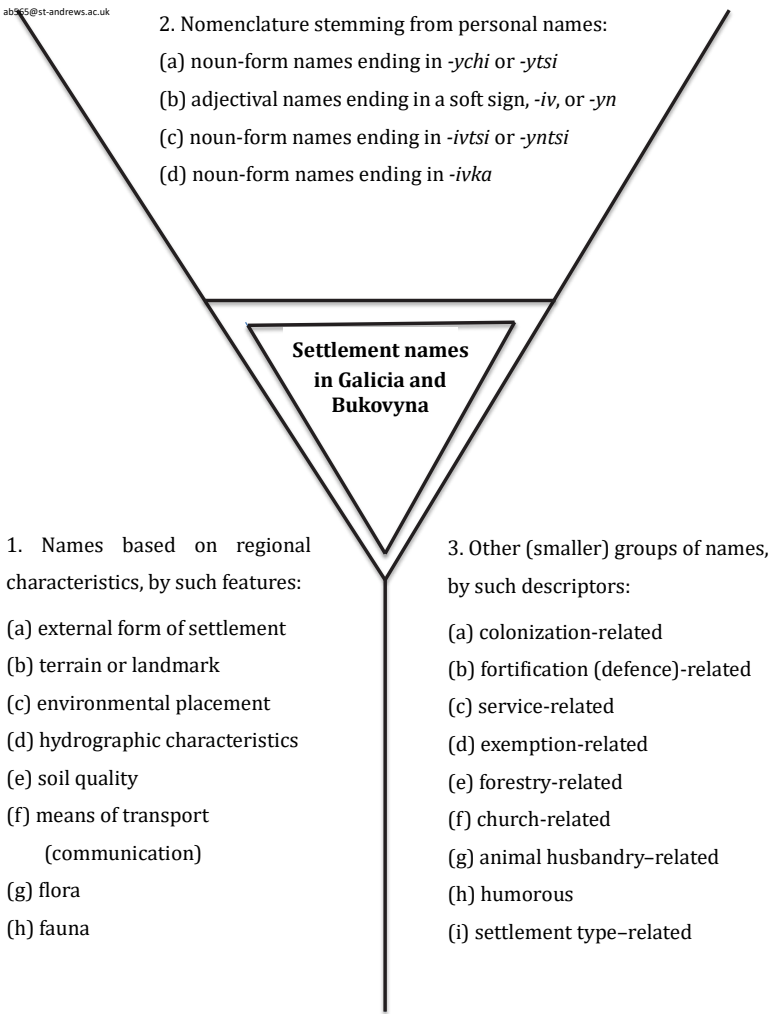 ab565@st-andrews.ac.uk
2. Nomenclature stemming from personal names:
(a) noun-form names ending in -ychi or -ytsi
(b) adjectival names ending in a soft sign, -iv, or -yn
(c) noun-form names ending in -ivtsi or -yntsi
(d) noun-form names ending in -ivka
Settlement names
in Galicia and
Bukovyna
1. Names based on regional
characteristics, by such features:
(a) external form of settlement
(b) terrain or landmark
(c) environmental placement
(d) hydrographic characteristics
(e) soil quality
(f) means of transport
(communication)
(g) flora
(h) fauna
3. Other (smaller) groups of names,
by such descriptors:
(a) colonization-related
(b) fortification (defence)-related
(c) service-related
(d) exemption-related
(e) forestry-related
(f) church-related
(g) animal husbandry–related
(h) humorous
(i) settlement type–related